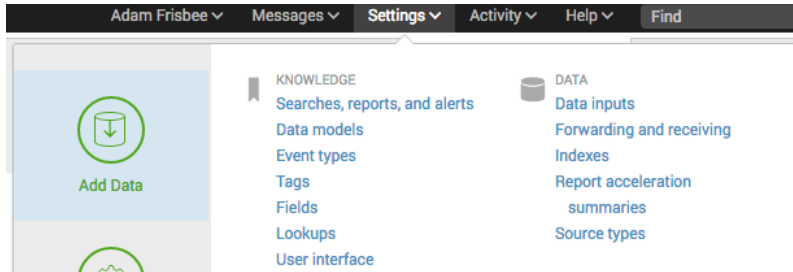 Adam Frisbee Messages Settings Activity Help Find
Add Data
KNOWLEDGE
Searches, reports, and alerts
Data models
Event types
Tags
Fields
Lookups
User interface
DATA
Data inputs
Forwarding and receiving
Indexes
Report acceleration
summaries
Source types